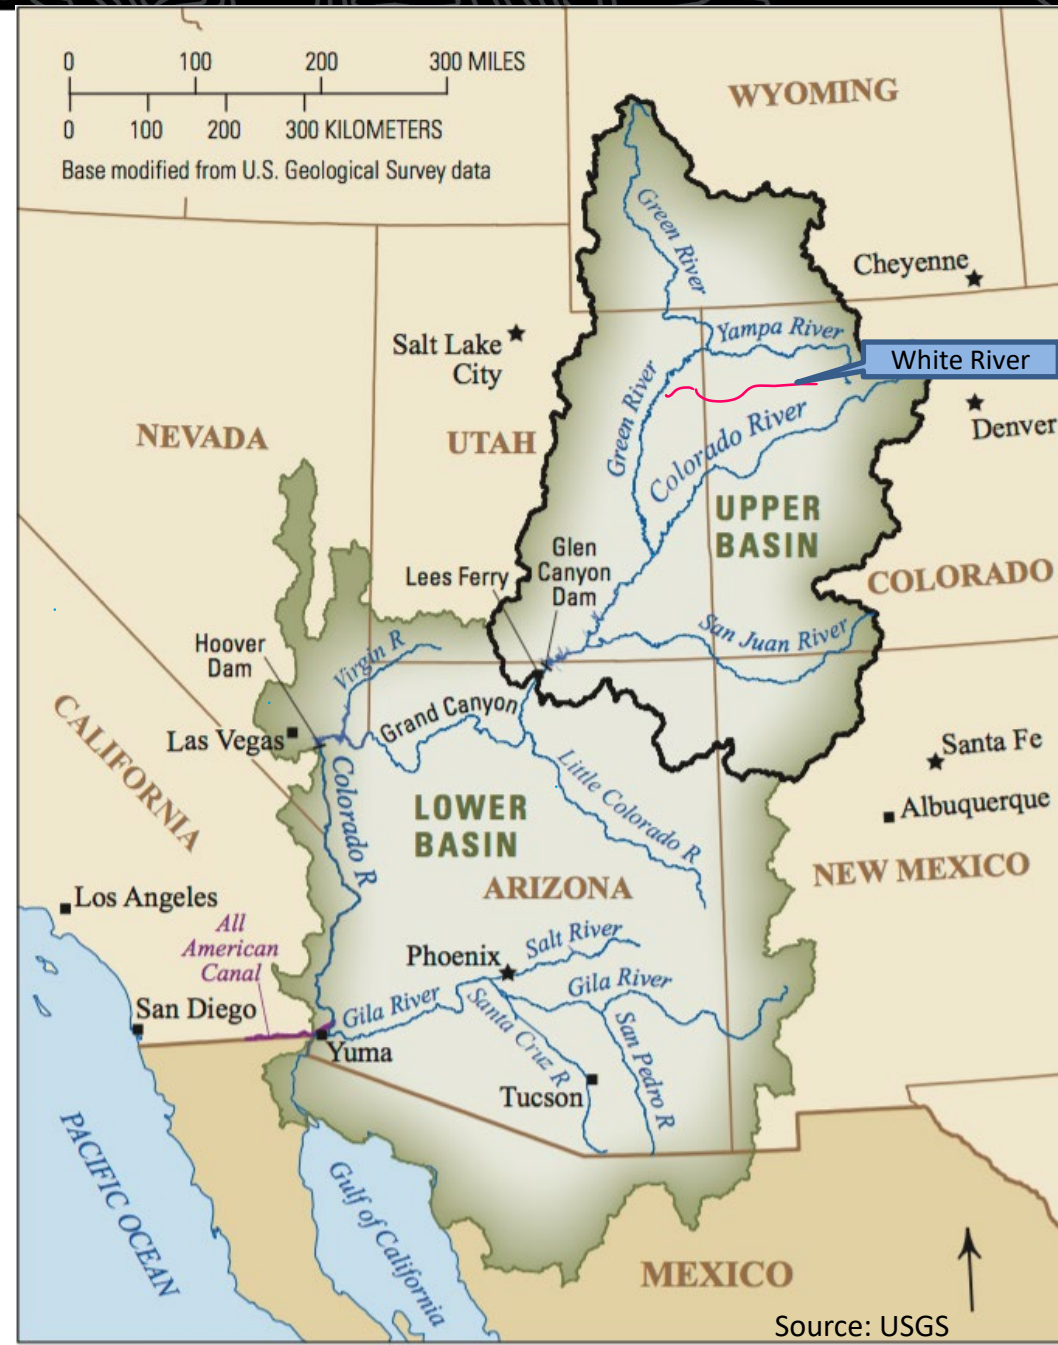 0 100 200 300 MILES
0 100 200 300 KILOMETERS
Base modified from U.S. Geological Survey data
WYOMING
Green River
Cheyenne
Yampa River
Salt Lake
City
White River
Green River
Denver
NEVADA
UTAH
Colorado River
UPPER
BASIN
Glen
Canyon
Dam
Lees Ferry
COLORADO
San Juan River
Hoover
Dam
Virgin R
CALIFORNIA
Grand Canyon
Las Vegas
Santa Fe
Colorado R
Little Colorado R
Albuquerque
LOWER
BASIN
NEW MEXICO
ARIZONA
Los Angeles
All
American
Canal
Phoenix
Salt River
San Diego
Gila River
Gila River
Santa Cruz R
San Pedro R
Yuma
Tucson
PACIFIC OCEAN
Gulf of California
MEXICO
Source: USGS